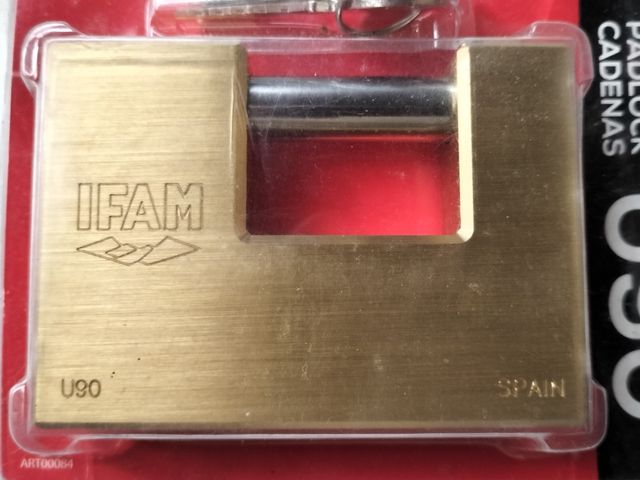 IFAM
U90
SPAIN
ART00084
PADLOCK
CADENAS
U90